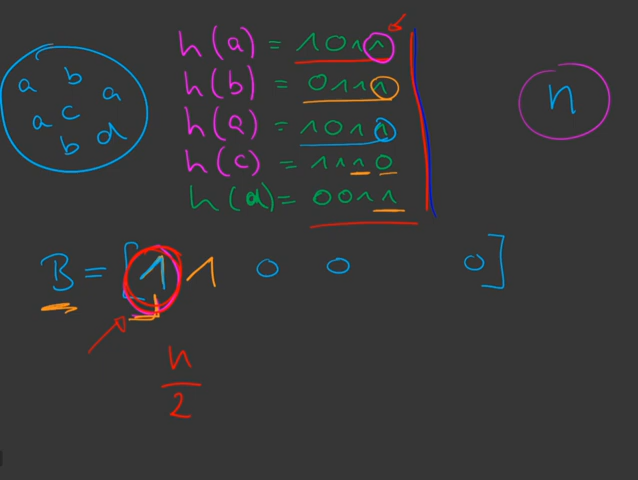 h(a) = 1011
h(b) = 0111
h(a) = 1011
h(c) = 1110
h(d) = 0011
a b a
a c
b d
n
B = [1 1 0 0 0]
n
2